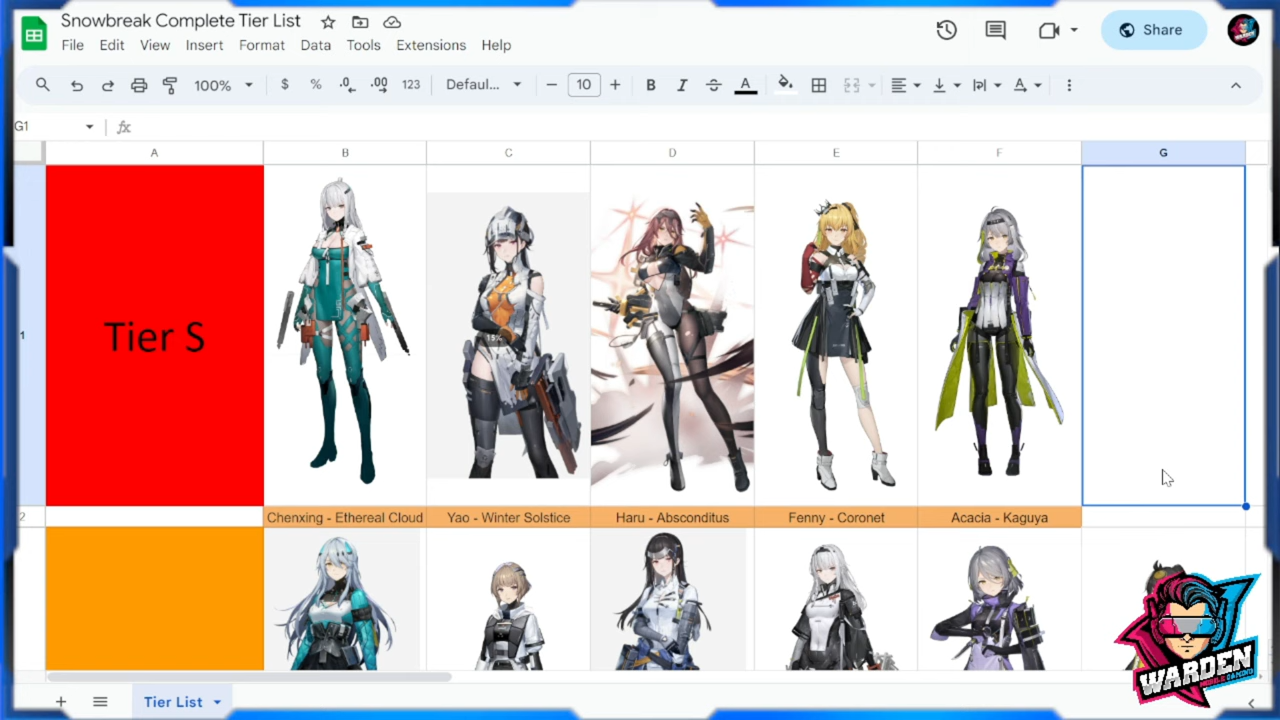 Snowbreak Complete Tier List
File Edit View Insert Format Data Tools Extensions Help
Share
100% $ % .0 .00 123 Defaul... 10 B I A A
G1 fx
A B C D E F G
1
Tier S
2
Chenxing - Ethereal Cloud Yao - Winter Solstice Haru - Absconditus Fenny - Coronet Acacia - Kaguya
WARDEN
MOBILE GAMING
Tier List